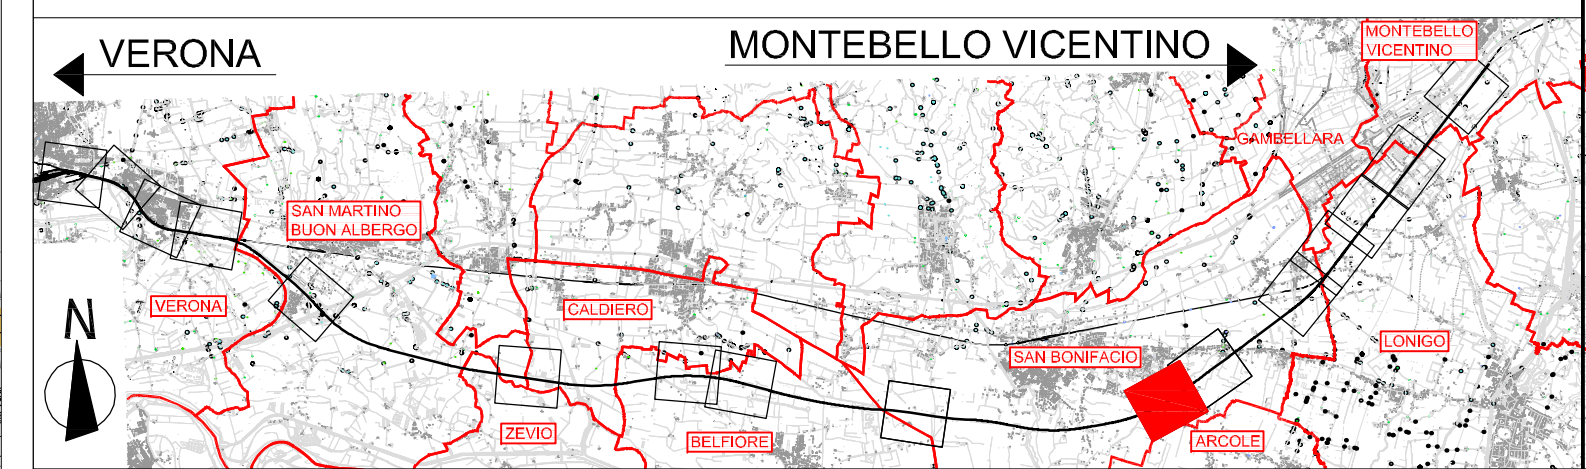 VERONA
MONTEBELLO VICENTINO
MONTEBELLO
VICENTINO
GAMBELLARA
SAN MARTINO
BUON ALBERGO
VERONA
CALDIERO
N
SAN BONIFACIO
LONIGO
ZEVIO
BELFIORE
ARCOLE